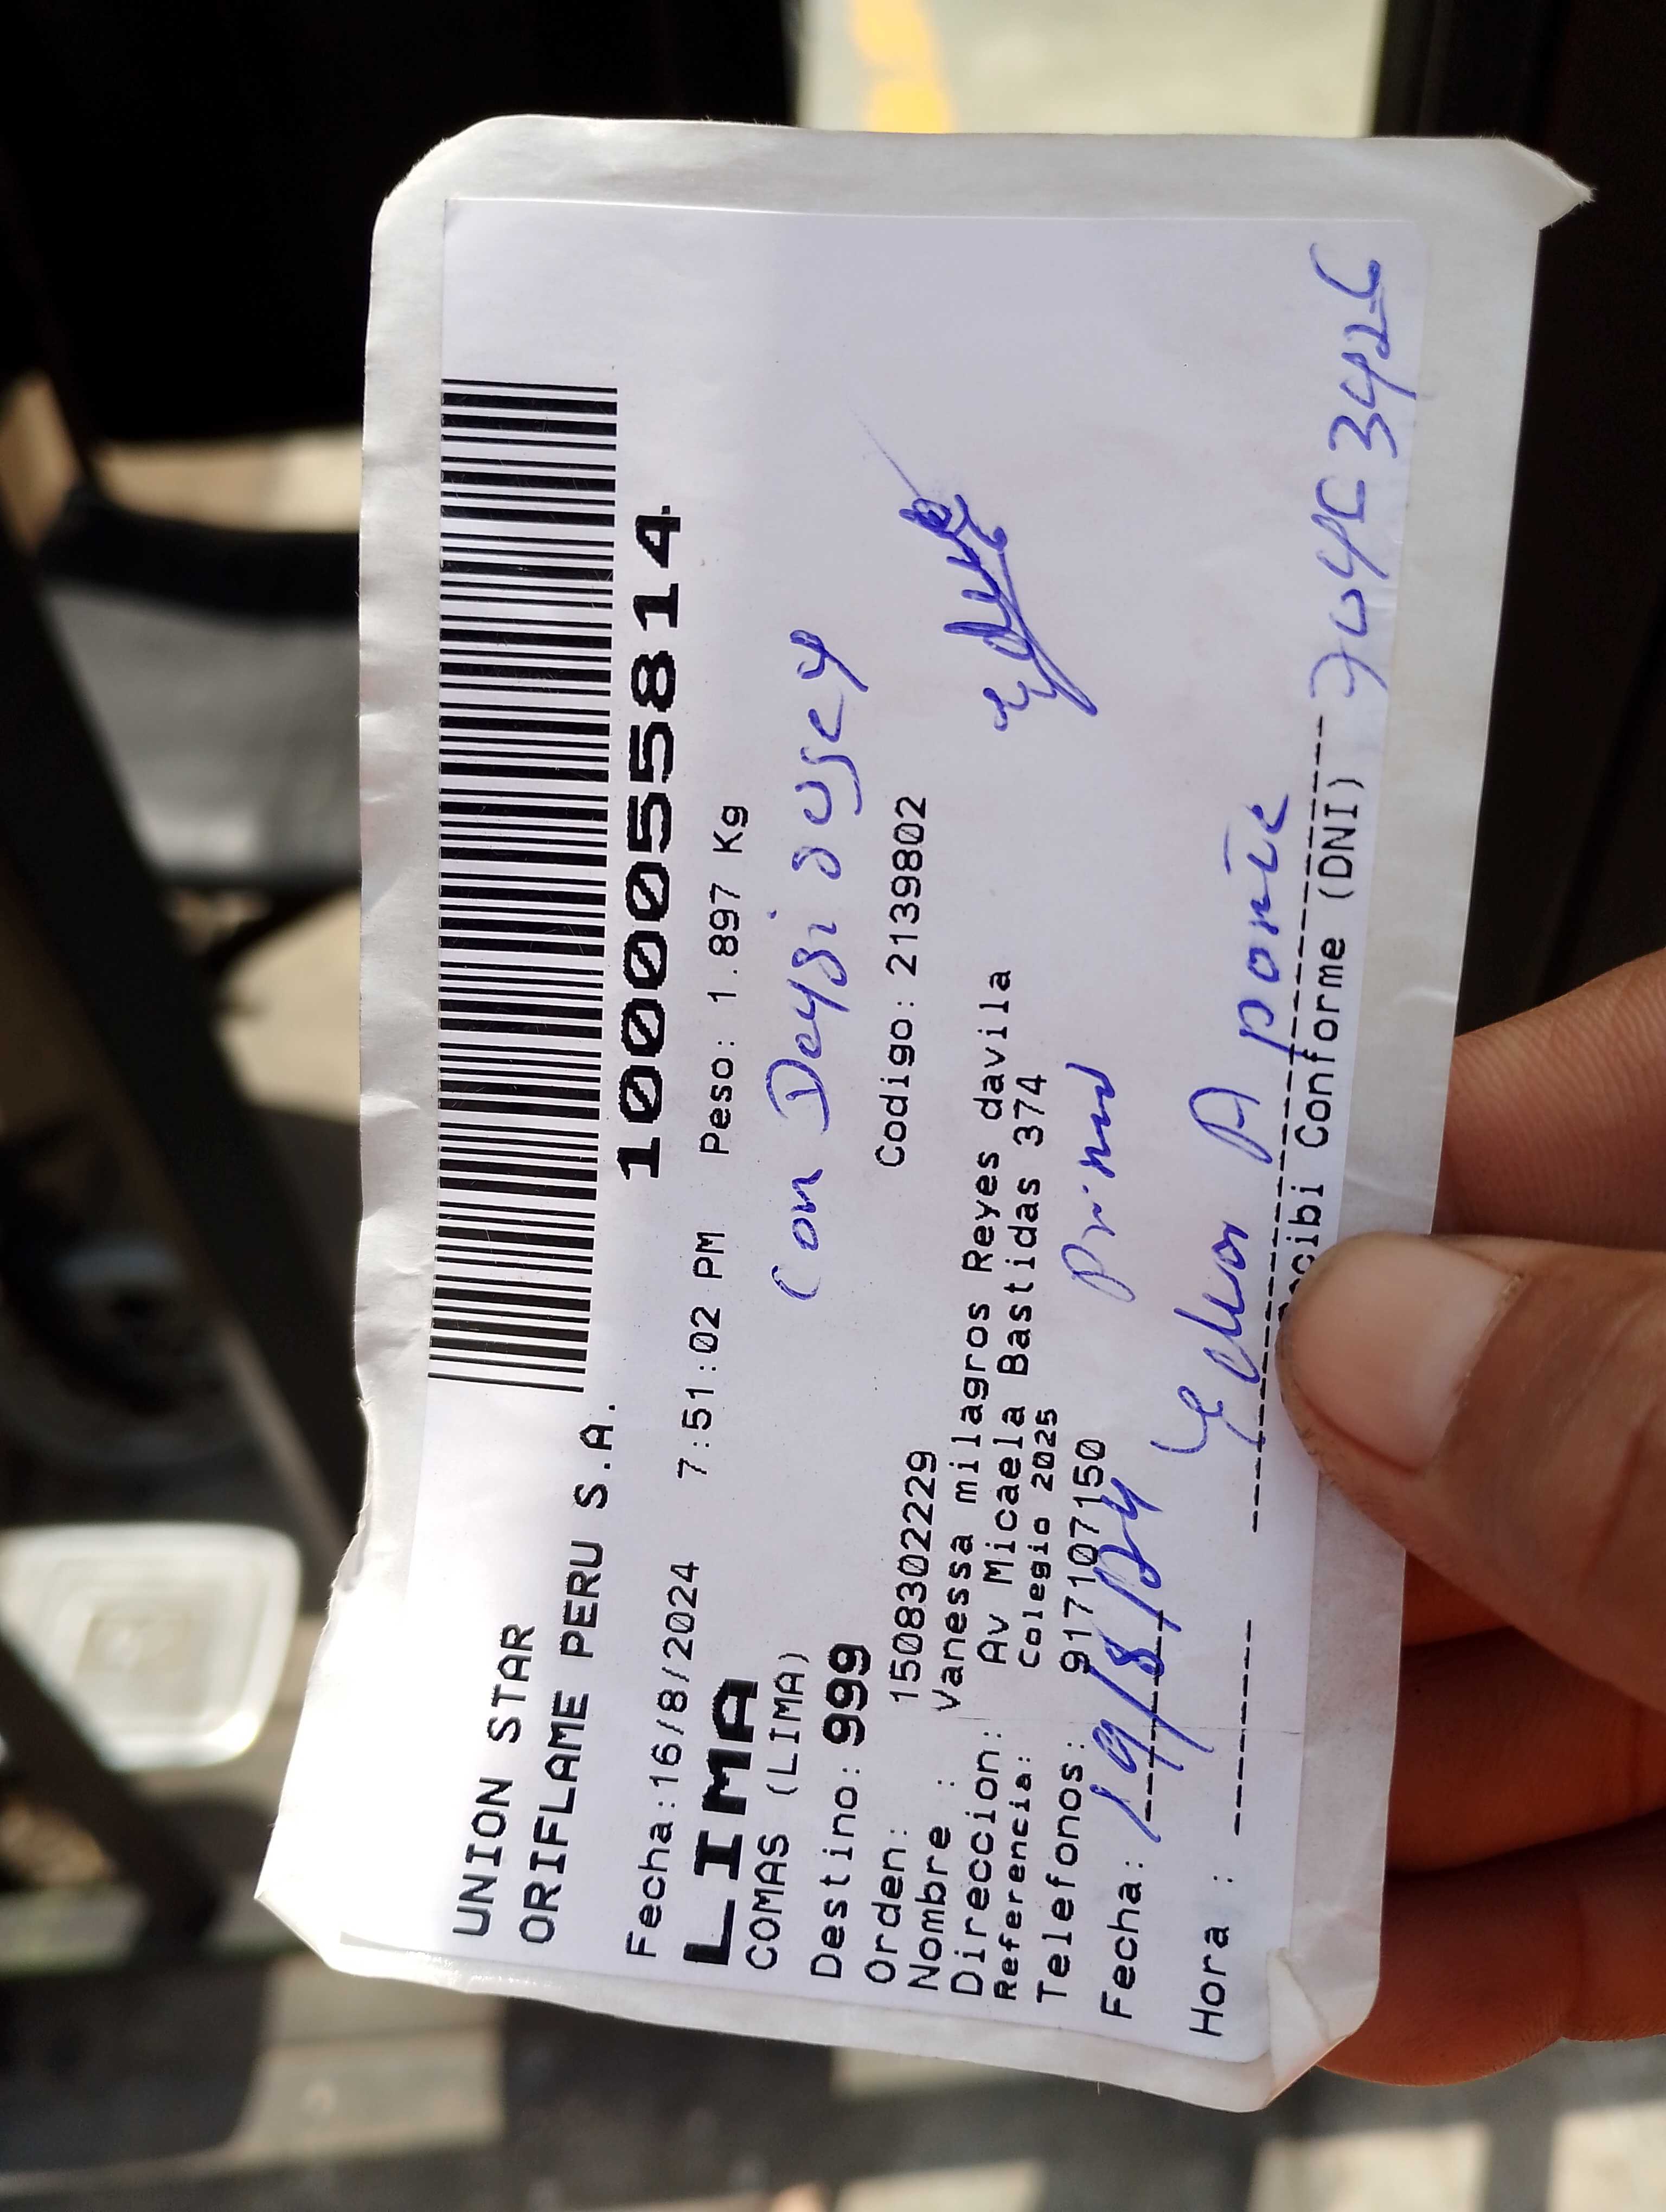 UNION STAR
ORIFLAME PERU S.A.
10005814
Fecha:16/8/2024 7:51:02 PM Peso: 1.897 Kg
LIMA
COMAS (LIMA)
Con Deysi
Destino: 999
Codigo: 2139802
Orden: 1508302229
Nombre : Vanessa milagros Reyes davila
Direccion: Av Micaela Bastidas 374
Referencia: Colegio 2025
Telefonos: 917107150
Fecha: 19/8/24
Hora :
Recibi Conforme (DNI)